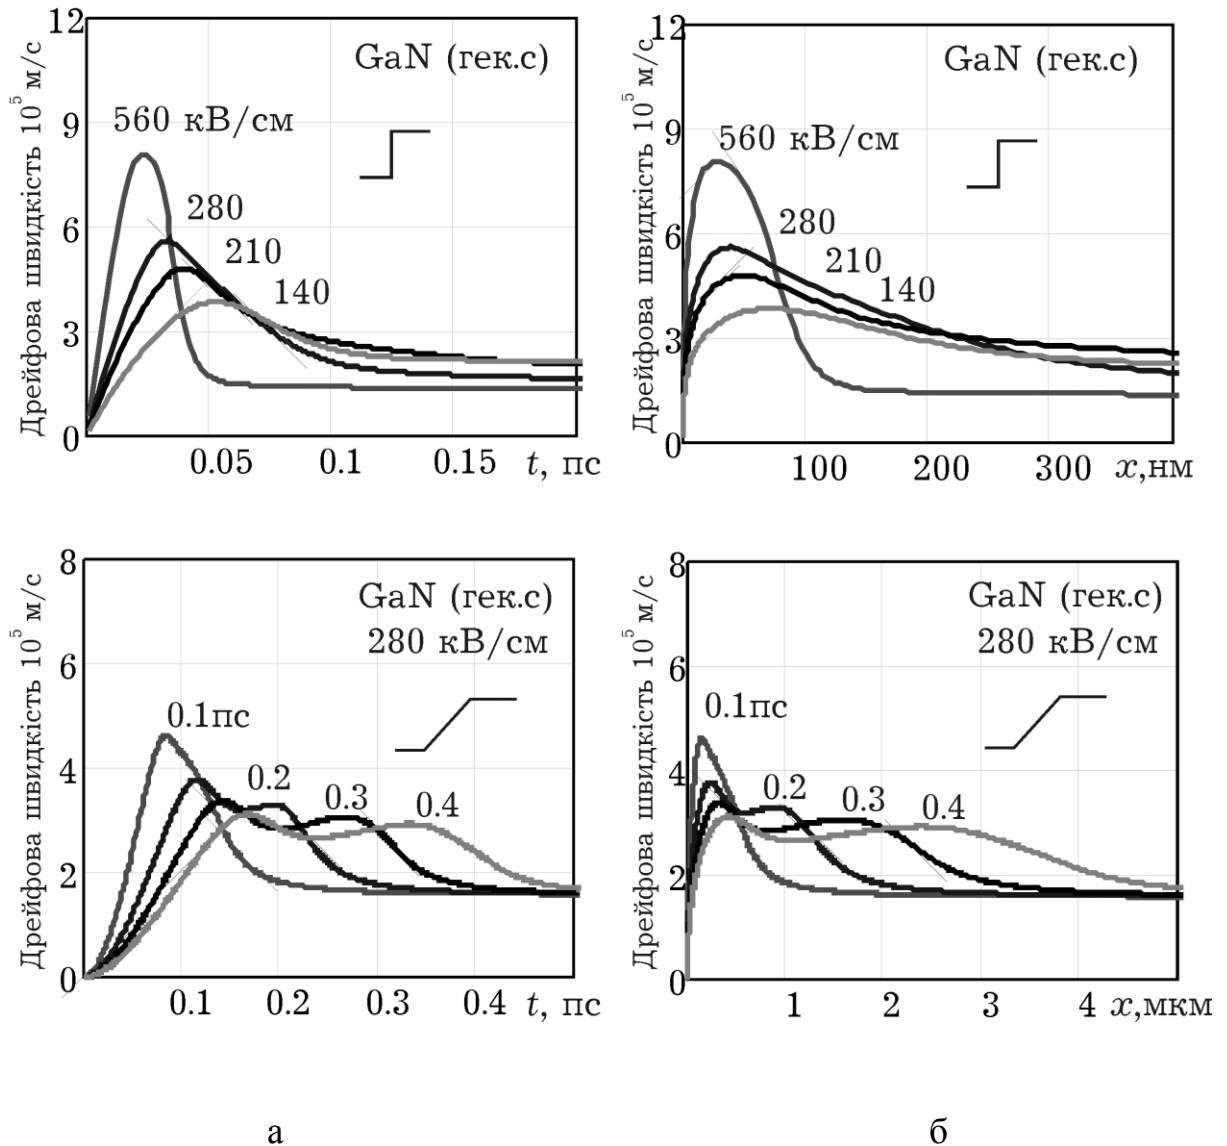 Дрейфова швидкість 10⁵ м/с
12
9
6
3
0
GaN (гек.с)
560 кВ/см
280
210
140
0.05
0.1
0.15
t, пс
Дрейфова швидкість 10⁵ м/с
12
9
6
3
0
GaN (гек.с)
560 кВ/см
280
210
140
100
200
300
x,нм
Дрейфова швидкість 10⁵ м/с
8
6
4
2
0
GaN (гек.с)
280 кВ/см
0.1пс
0.2
0.3
0.4
0.1
0.2
0.3
0.4
t, пс
Дрейфова швидкість 10⁵ м/с
8
6
4
2
0
GaN (гек.с)
280 кВ/см
0.1пс
0.2
0.3
0.4
1
2
3
4
x,мкм
а
б